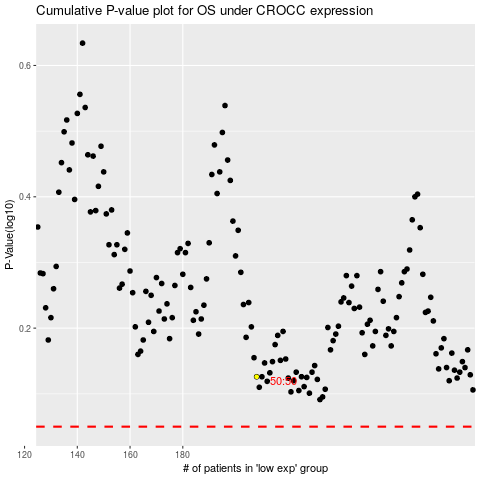 Cumulative P-value plot for OS under CROCC expression
P-Value(log10)
0.6
0.4
0.2
50:50
120 140 160 180
# of patients in 'low exp' group